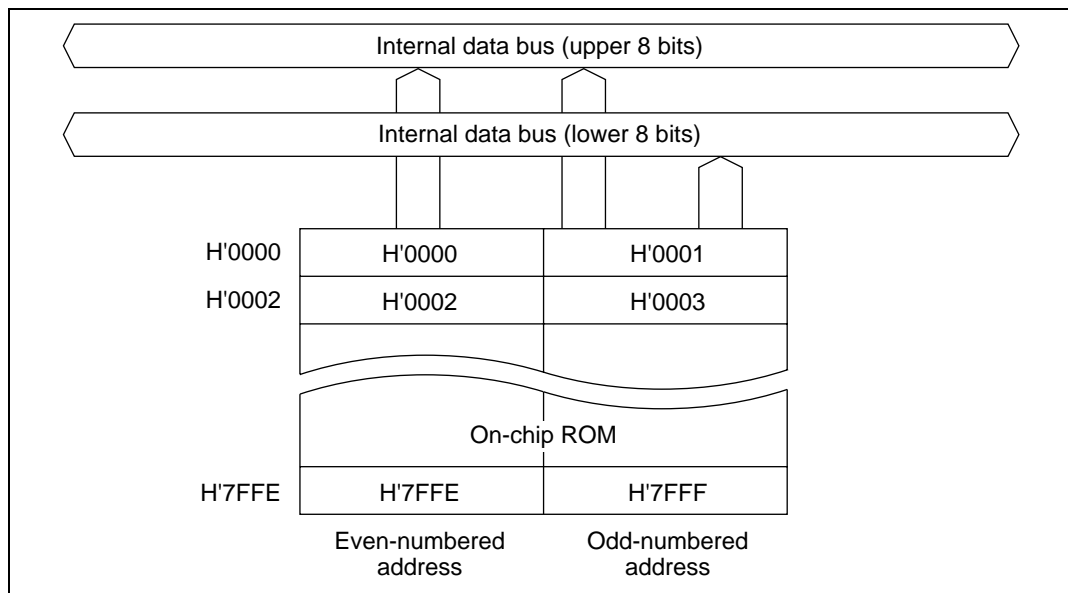 Internal data bus (upper 8 bits)
Internal data bus (lower 8 bits)
H'0000 H'0000 H'0001
H'0002 H'0002 H'0003
On-chip ROM
H'7FFE H'7FFE H'7FFF
Even-numbered Odd-numbered
address address